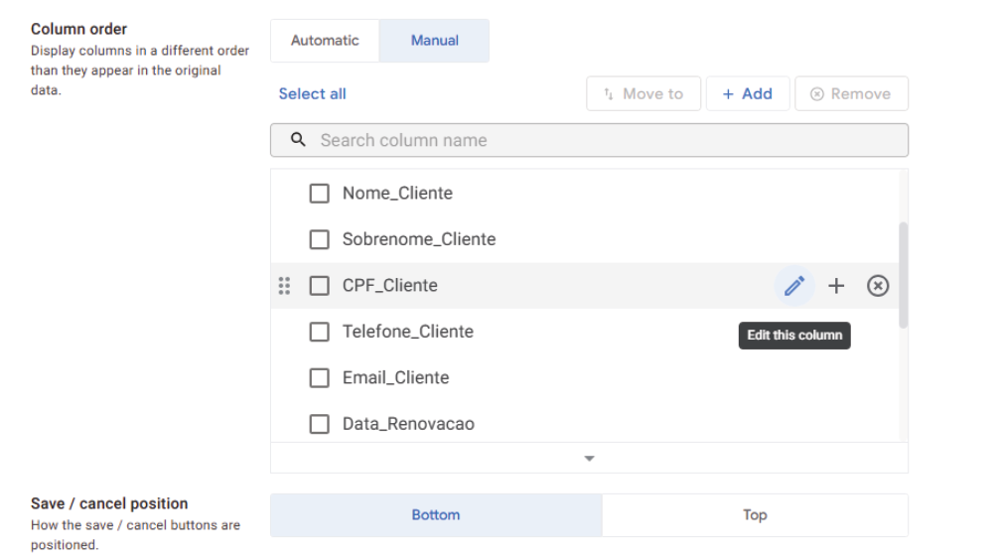 Column order
Display columns in a different order
than they appear in the original
data.
Automatic
Manual
Select all
Move to
+ Add
Remove
Search column name
Nome_Cliente
Sobrenome_Cliente
CPF_Cliente
Telefone_Cliente
Edit this column
Email_Cliente
Data_Renovacao
Save / cancel position
How the save / cancel buttons are
positioned.
Bottom
Top